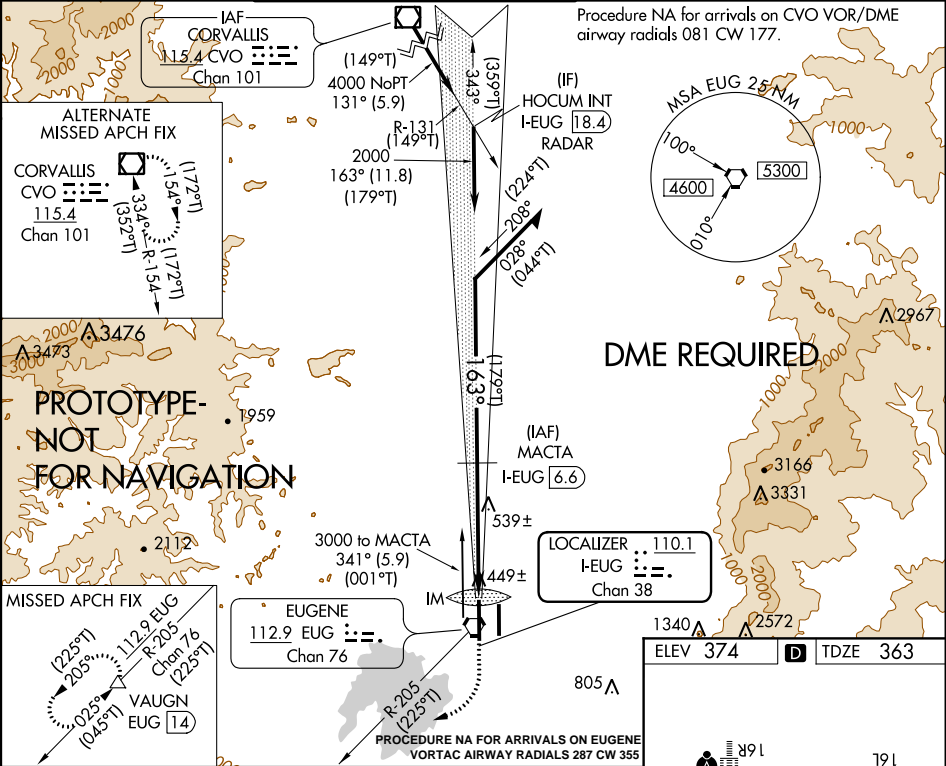 IAF
CORVALLIS
115.4 CVO
Chan 101
(149°T)
4000 NoPT
131° (5.9)
R-131
(149°T)
343°
(359°T)
2000
163° (11.8)
(179°T)
(IF)
HOCUM INT
I-EUG 18.4
RADAR
Procedure NA for arrivals on CVO VOR/DME
airway radials 081 CW 177.
MSA EUG 25 NM
100°
4600
5300
010°
1000
2000
ALTERNATE
MISSED APCH FIX
CORVALLIS
CVO
115.4
Chan 101
(172°T)
154°
334°
(352°T)
R-154
(172°T)
(224°T)
208°
028°
(044°T)
2000
3476
3473
3000
1959
2112
PROTOTYPE-
NOT
FOR NAVIGATION
163°
(179°T)
DME REQUIRED
2967
1000
2000
3166
3331
1000
2000
(IAF)
MACTA
I-EUG 6.6
539±
449±
3000 to MACTA
341° (5.9)
(001°T)
IM
LOCALIZER 110.1
I-EUG
Chan 38
EUGENE
112.9 EUG
Chan 76
MISSED APCH FIX
(225°T)
205°
112.9 EUG
R-205
Chan 76
(225°T)
025°
(045°T)
VAUGN
EUG 14
R-205
(225°T)
805
1340
2572
PROCEDURE NA FOR ARRIVALS ON EUGENE
VORTAC AIRWAY RADIALS 287 CW 355
ELEV 374
D
TDZE 363
16R
16L